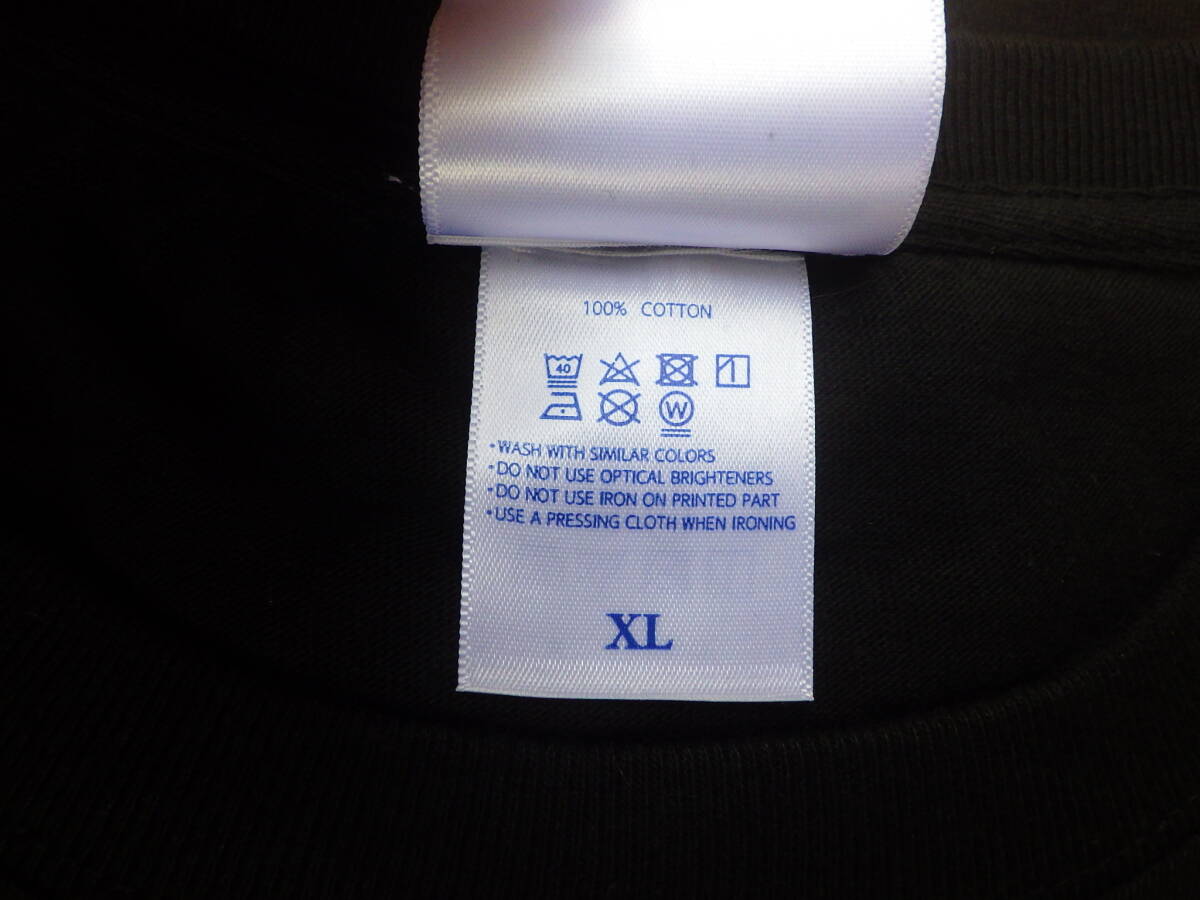 100% COTTON
40
W
• WASH WITH SIMILAR COLORS
• DO NOT USE OPTICAL BRIGHTENERS
• DO NOT USE IRON ON PRINTED PART
• USE A PRESSING CLOTH WHEN IRONING
XL